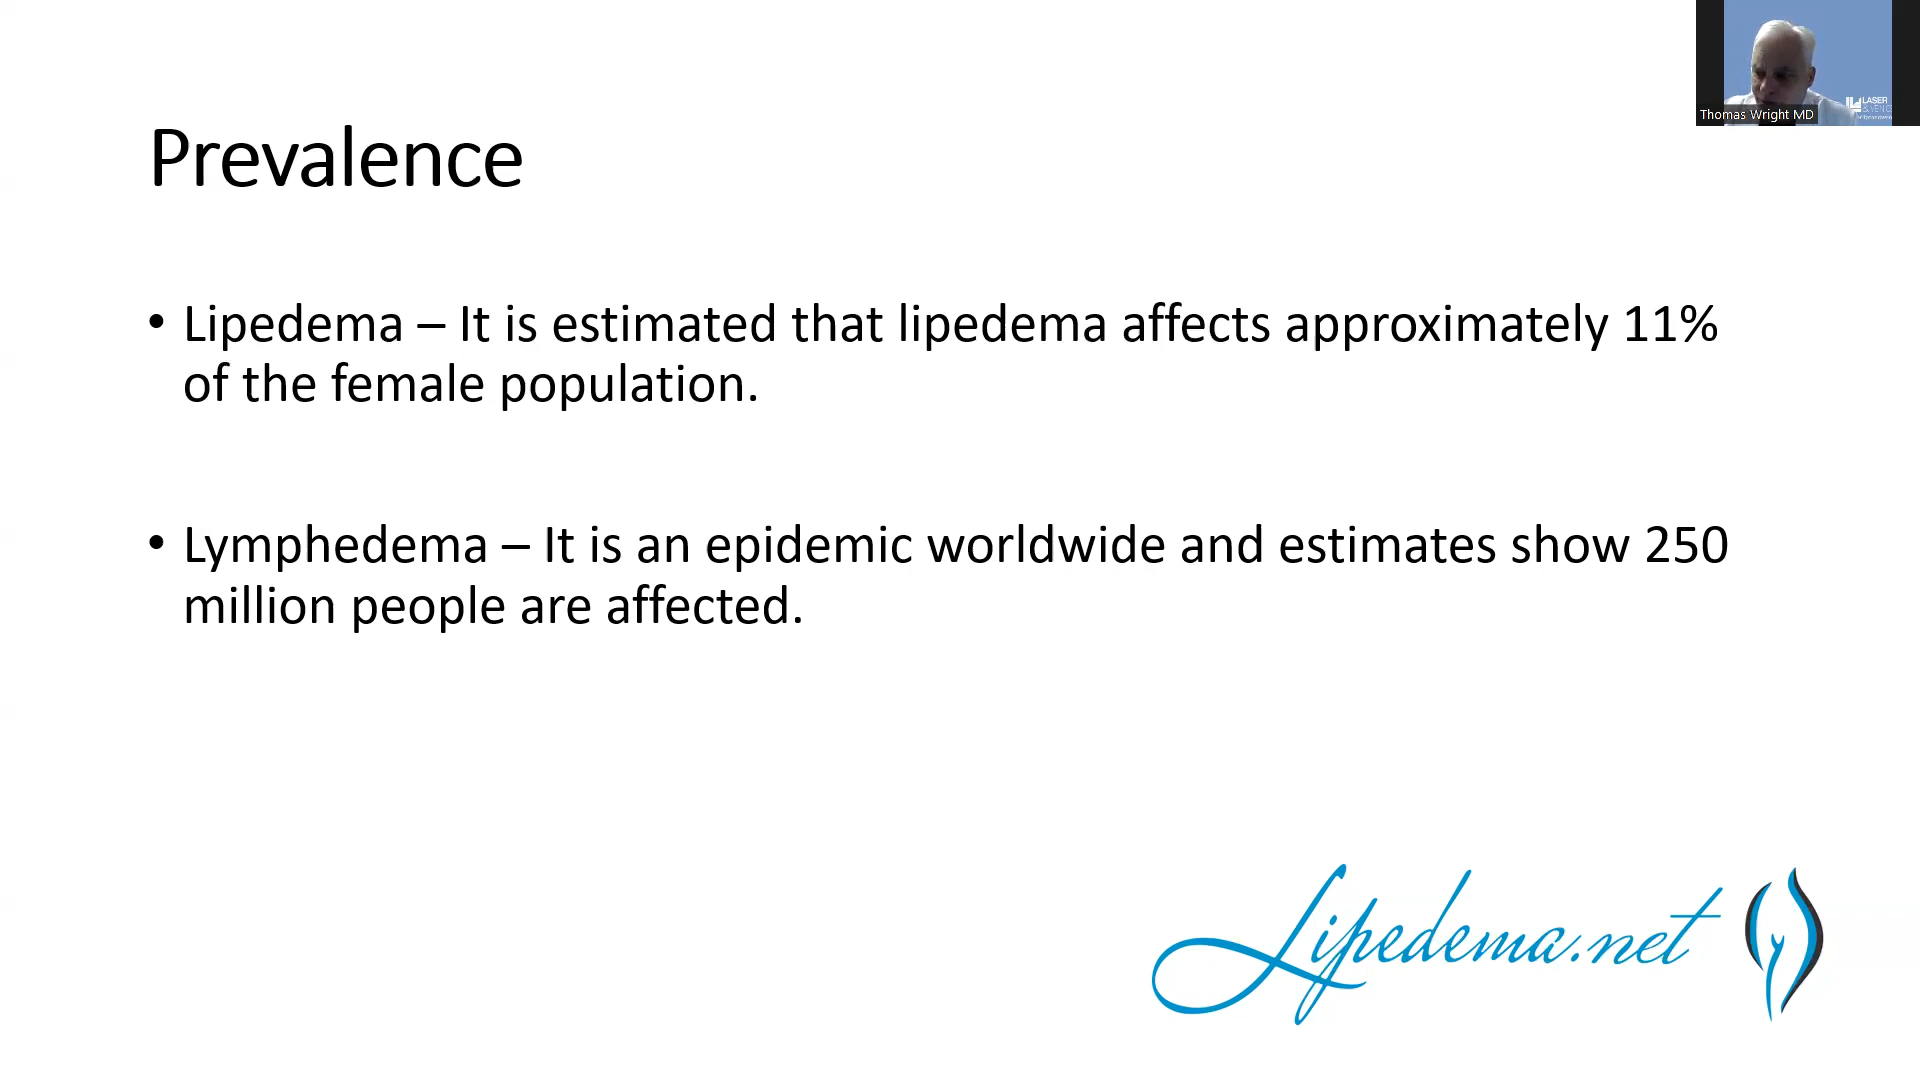 Prevalence
• Lipedema – It is estimated that lipedema affects approximately 11%
of the female population.
• Lymphedema – It is an epidemic worldwide and estimates show 250
million people are affected.
Thomas Wright MD
LASER
Lipedema.net